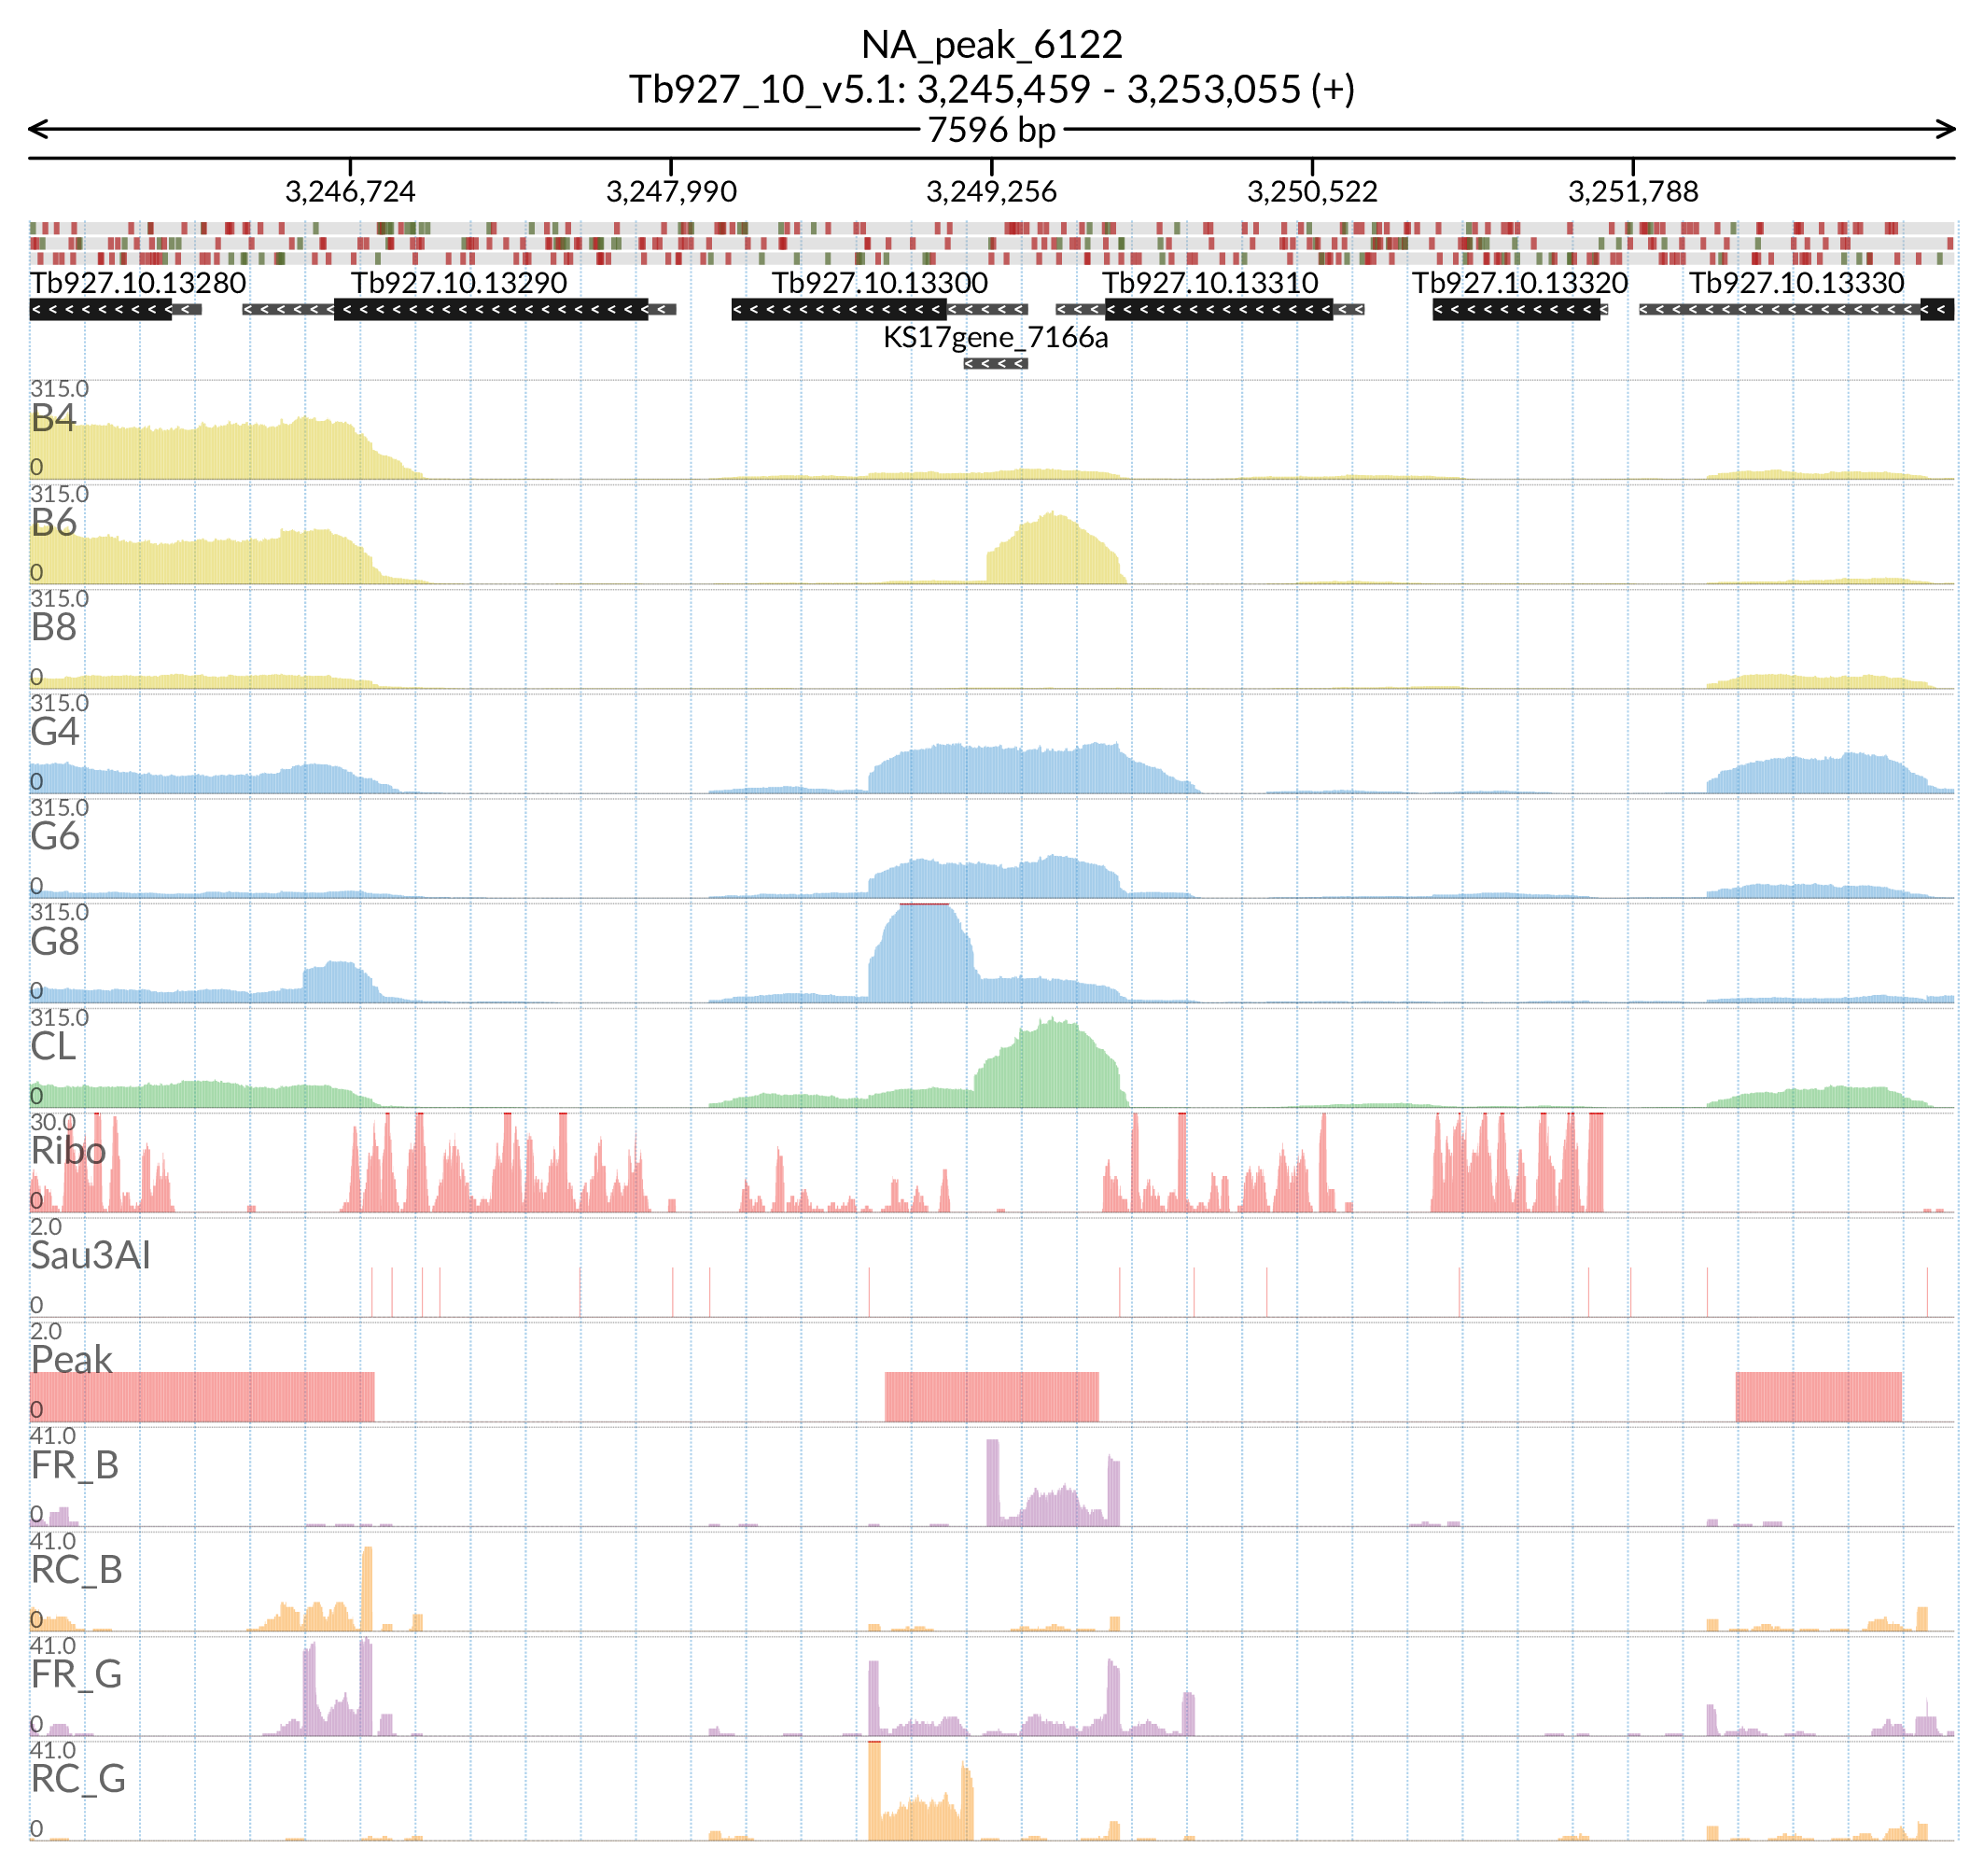 NA_peak_6122
Tb927_10_v5.1: 3,245,459 - 3,253,055 (+)
7596 bp
3,246,724 3,247,990 3,249,256 3,250,522 3,251,788
Tb927.10.13280 Tb927.10.13290 Tb927.10.13300 Tb927.10.13310 Tb927.10.13320 Tb927.10.13330
KS17gene_7166a
315.0
B4
0
315.0
B6
0
315.0
B8
0
315.0
G4
0
315.0
G6
0
315.0
G8
0
315.0
CL
0
30.0
Ribo
0
2.0
Sau3AI
0
2.0
Peak
0
41.0
FR_B
0
41.0
RC_B
0
41.0
FR_G
0
41.0
RC_G
0